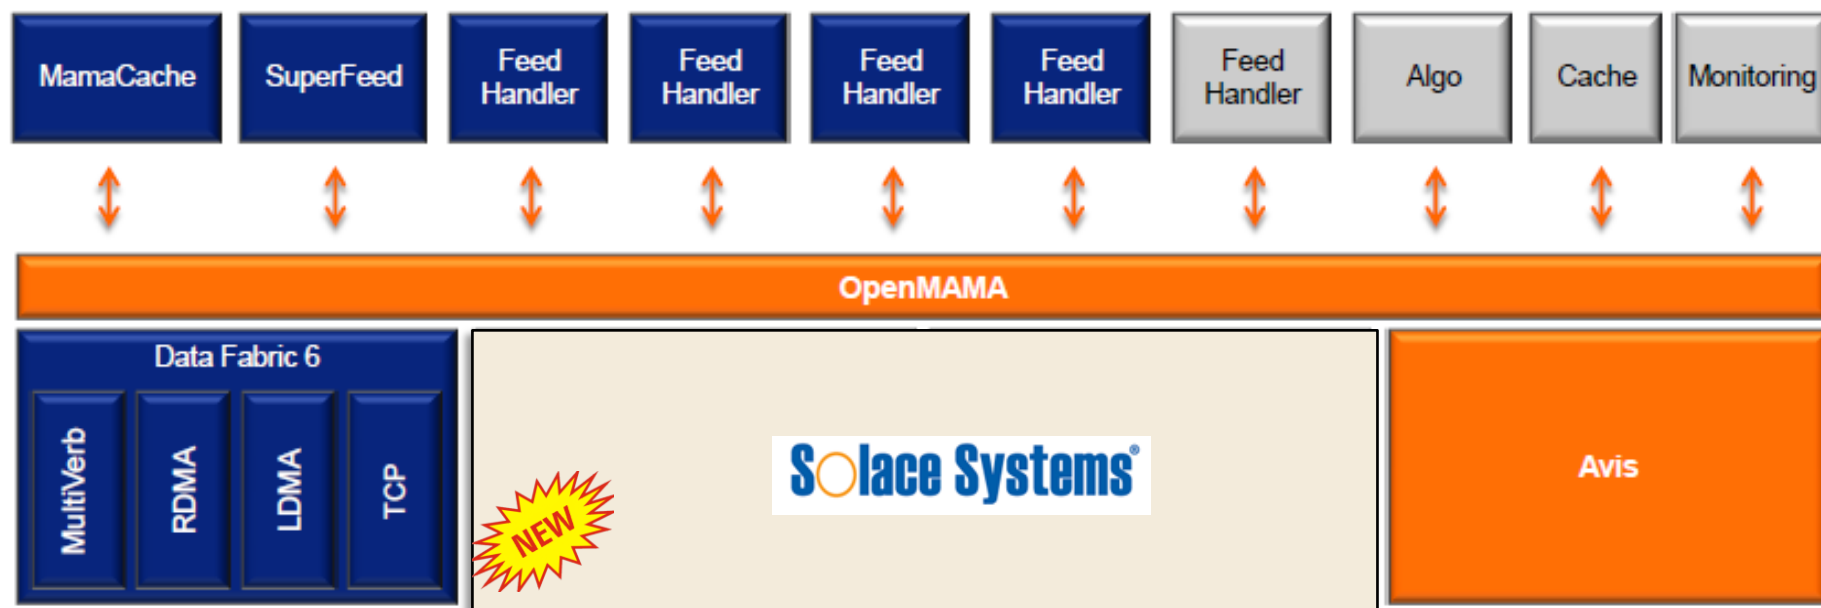 MamaCache
SuperFeed
Feed
Handler
Feed
Handler
Feed
Handler
Feed
Handler
Feed
Handler
Algo
Cache
Monitoring
OpenMAMA
Data Fabric 6
MultiVerb
RDMA
LDMA
TCP
NEW
Solace Systems®
Avis